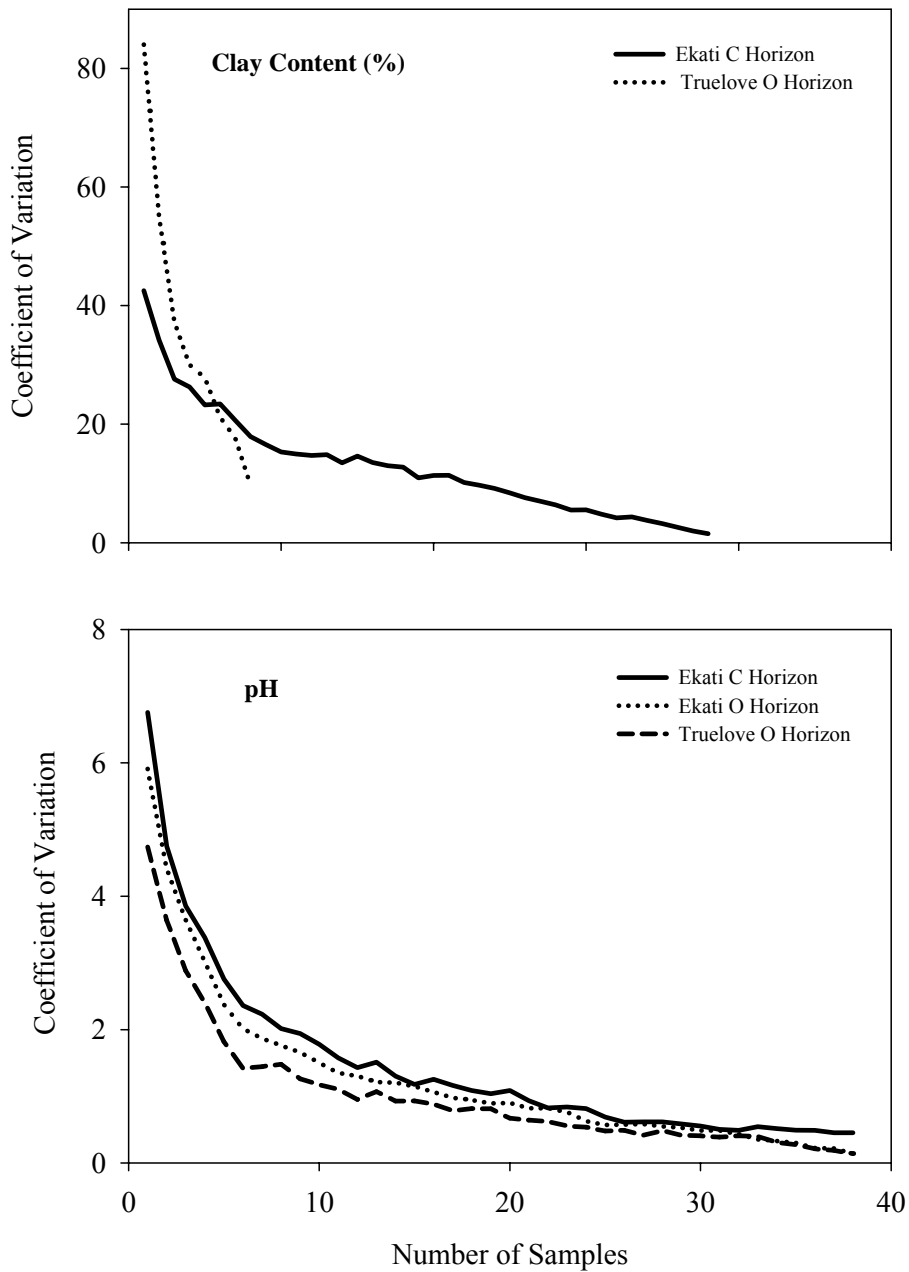 Clay Content (%)
Ekati C Horizon
Truelove O Horizon
80
60
40
20
0
Coefficient of Variation
8
pH
Ekati C Horizon
Ekati O Horizon
Truelove O Horizon
6
4
2
0
Coefficient of Variation
0 10 20 30 40
Number of Samples